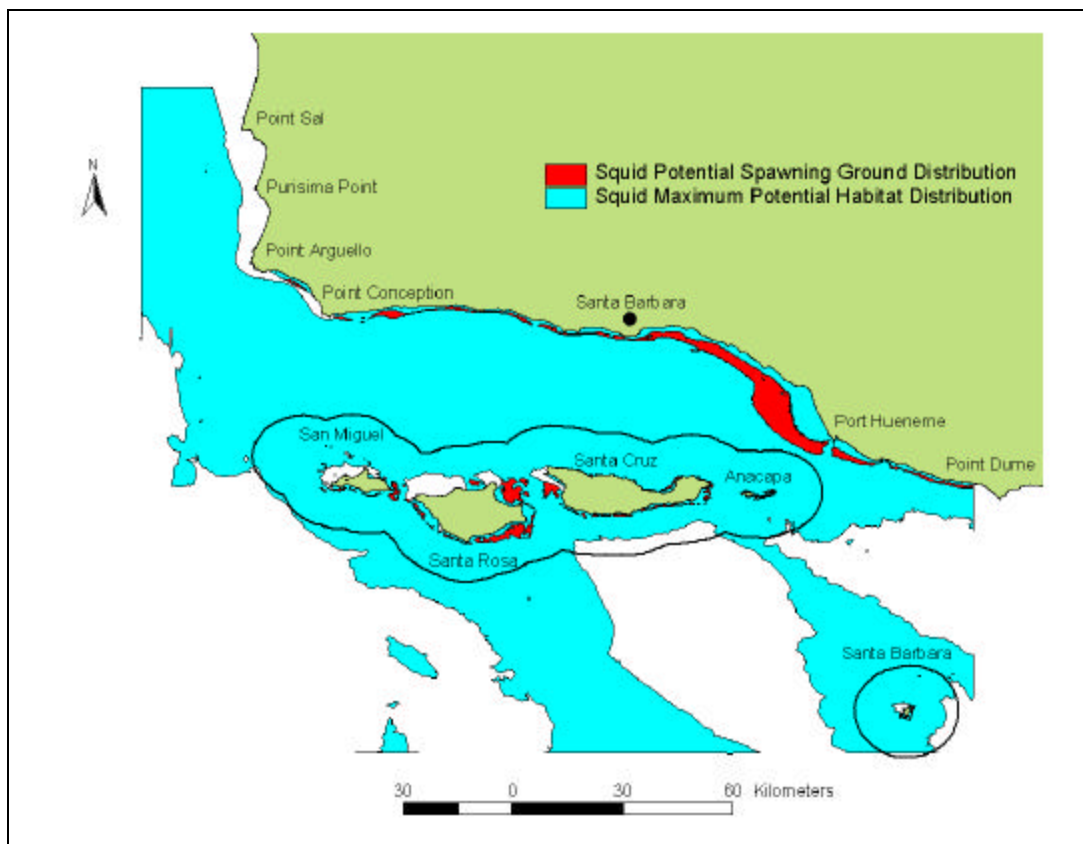 Point Sal
N
Squid Potential Spawning Ground Distribution
Squid Maximum Potential Habitat Distribution
Purisima Point
Point Arguello
Point Conception
Santa Barbara
Port Hueneme
San Miguel
Santa Cruz
Anacapa
Point Dume
Santa Rosa
Santa Barbara
30 0 30 60 Kilometers